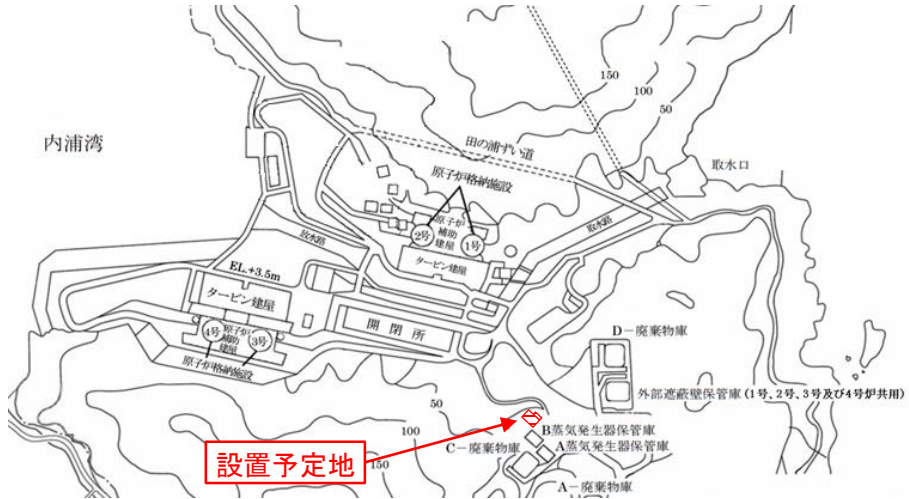 150
100
50
内浦湾
田の浦ずい道
取水口
原子炉格納施設
原子炉
補助
建屋
2号
1号
取水路
放水路
タービン建屋
EL.+3.5m
タービン建屋
開閉所
D－廃棄物庫
4号
原子炉
補助
建屋
3号
原子炉格納施設
外部遮蔽壁保管庫(1号、2号、3号及び4号炉共用)
50
100
150
設置予定地
B蒸気発生器保管庫
C－廃棄物庫
A蒸気発生器保管庫
A－廃棄物庫